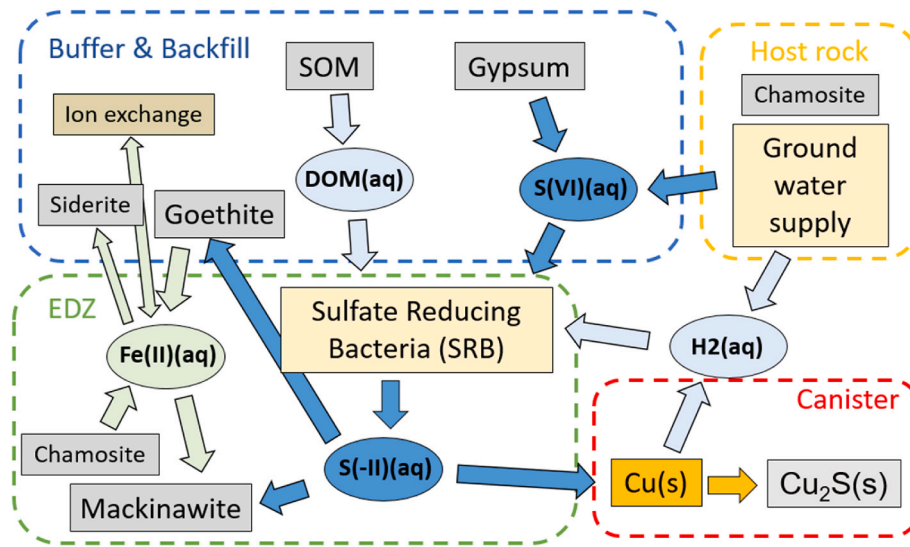 Buffer & Backfill
SOM
Gypsum
Host rock
Chamosite
Ion exchange
Ground
water
supply
DOM(aq)
S(VI)(aq)
Siderite
Goethite
EDZ
Sulfate Reducing
Bacteria (SRB)
Fe(II)(aq)
H2(aq)
Canister
Chamosite
S(-II)(aq)
Cu(s)
Cu₂S(s)
Mackinawite